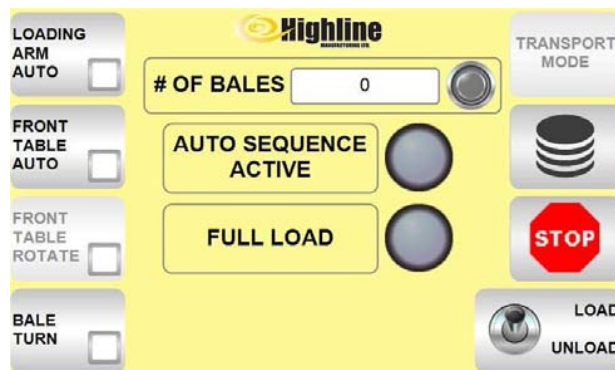 LOADING
ARM
AUTO
Highline
MANUFACTURING LTD.
TRANSPORT
MODE
# OF BALES 0
FRONT
TABLE
AUTO
AUTO SEQUENCE
ACTIVE
FRONT
TABLE
ROTATE
FULL LOAD
STOP
BALE
TURN
LOAD
UNLOAD